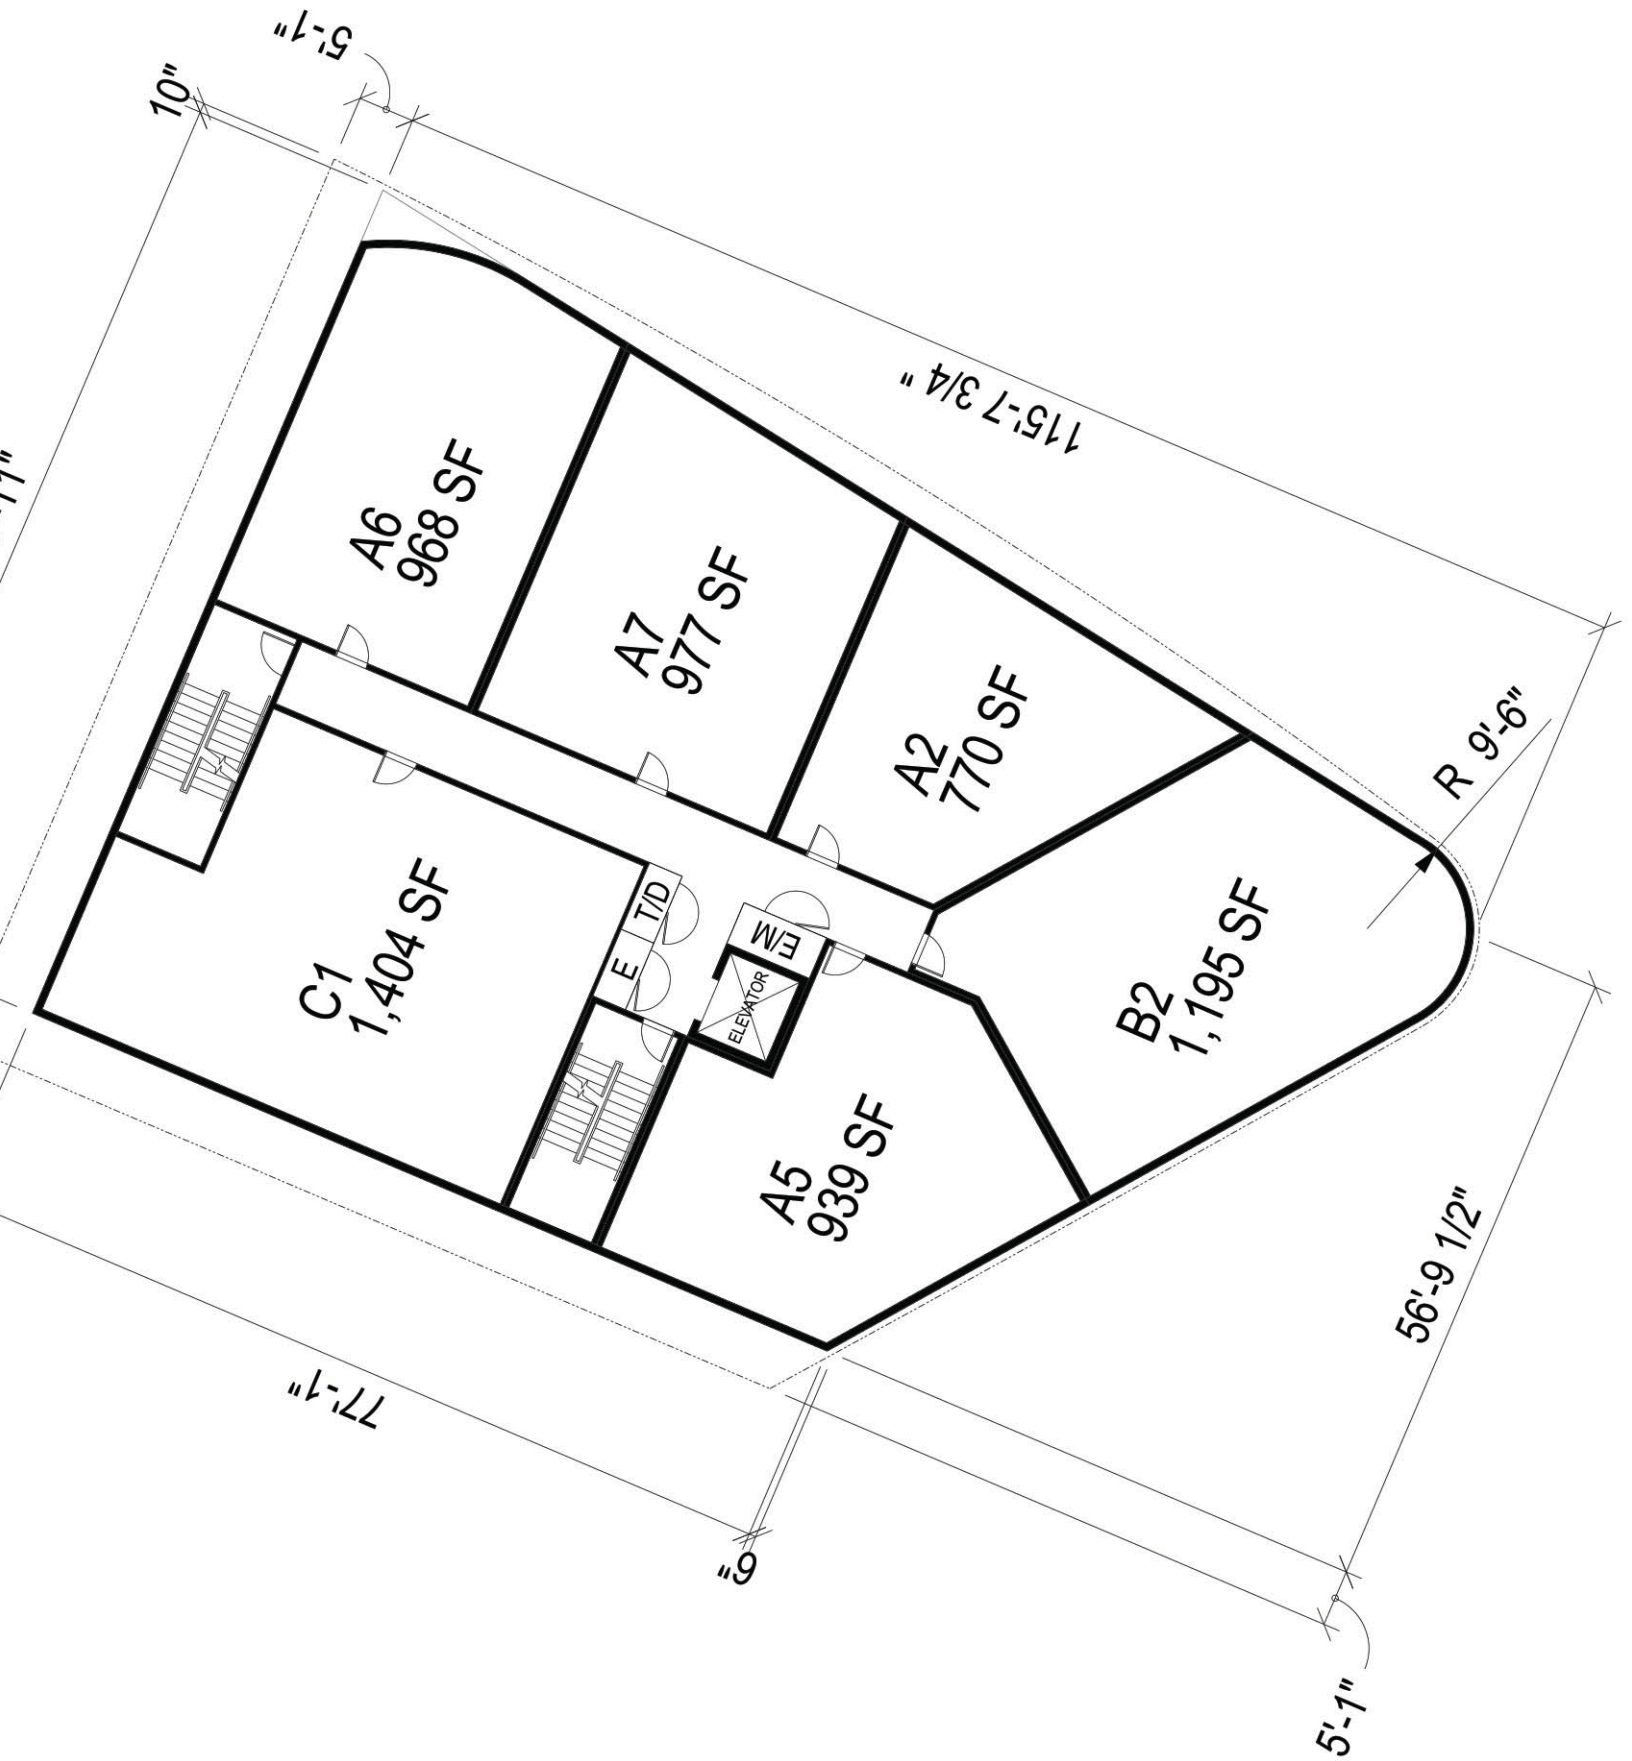 5'-1"
10"
115'-7 3/4"
A6
968 SF
A7
977 SF
A2
770 SF
R 9'-6"
C1
1,404 SF
T/D
E
E/M
ELEVATOR
B2
1,195 SF
A5
939 SF
56'-9 1/2"
77'-1"
6"
5'-1"